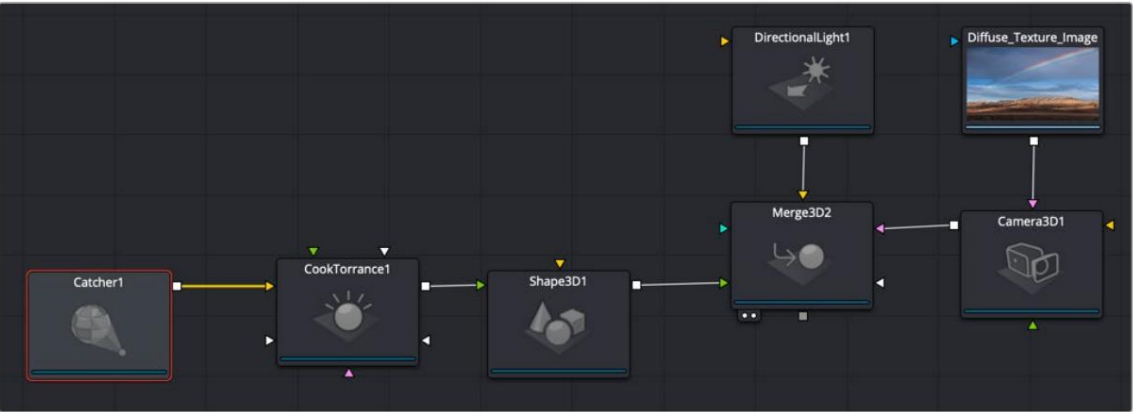 DirectionalLight1
Diffuse_Texture_Image
Merge3D2
Camera3D1
Catcher1
CookTorrance1
Shape3D1